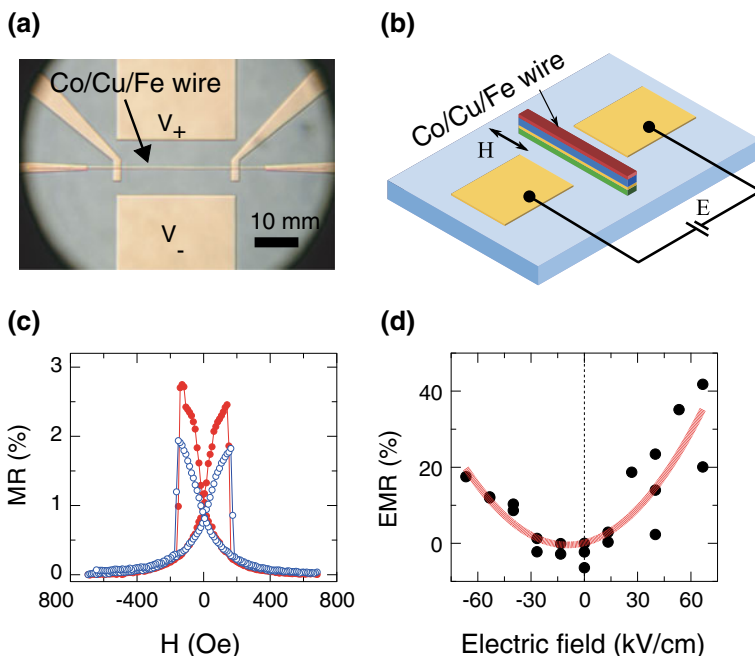 (a)
Co/Cu/Fe wire
V+
V-
10 mm
(b)
Co/Cu/Fe wire
H
E
(c)
MR (%)
3
2
1
0
800 400 0 400 800
H (Oe)
(d)
EMR (%)
40
20
0
-60 -30 0 30 60
Electric field (kV/cm)